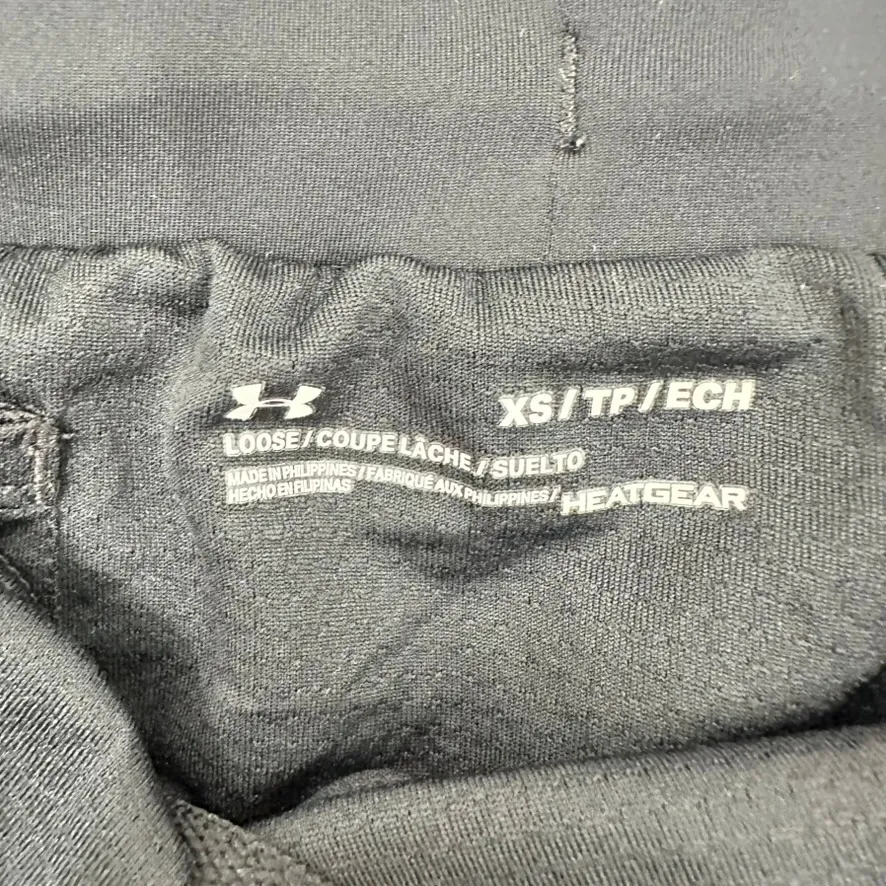 XS/TP/ECH
LOOSE/COUPE LÂCHE/SUELTO
MADE IN PHILIPPINES/FABRIQUÉ AUX PHILIPPINES/
HECHO EN FILIPINAS
HEATGEAR